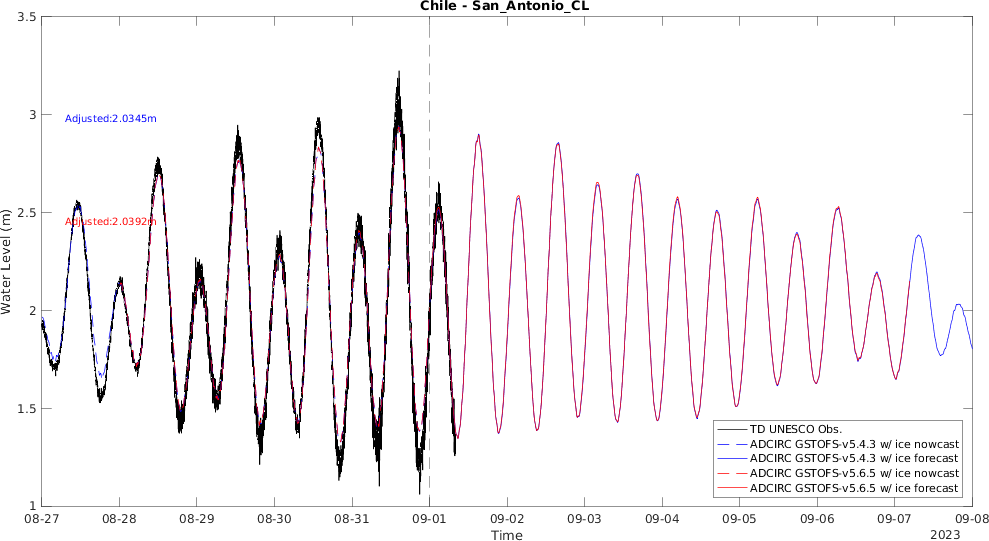 Chile - San_Antonio_CL
3.5
3
2.5
2
1.5
1
Water Level (m)
Adjusted:2.0345m
Adjusted:2.0392m
TD UNESCO Obs.
ADCIRC GSTOFS-v5.4.3 w/ ice nowcast
ADCIRC GSTOFS-v5.4.3 w/ ice forecast
ADCIRC GSTOFS-v5.6.5 w/ ice nowcast
ADCIRC GSTOFS-v5.6.5 w/ ice forecast
08-27 08-28 08-29 08-30 08-31 09-01 09-02 09-03 09-04 09-05 09-06 09-07 09-08
Time
2023